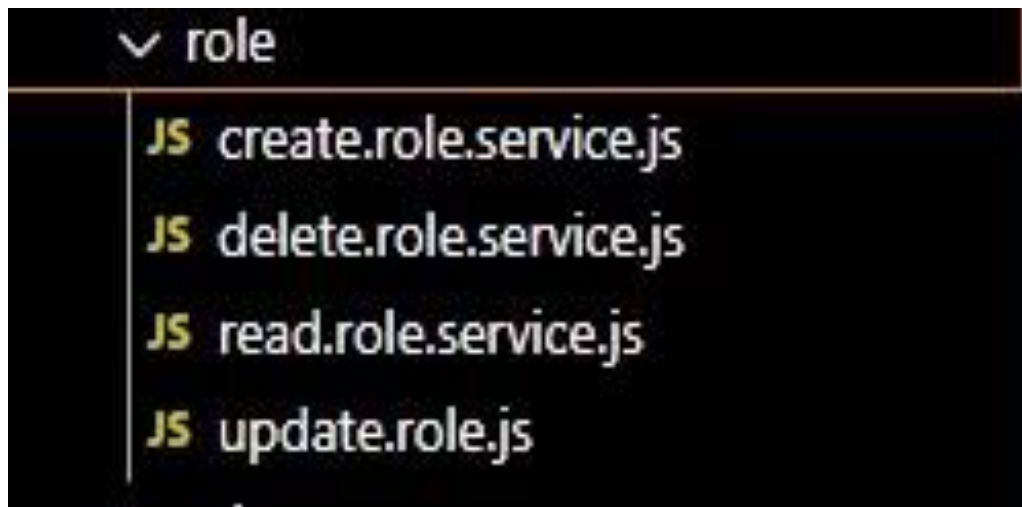 role
JS create.role.service.js
JS delete.role.service.js
JS read.role.service.js
JS update.role.js